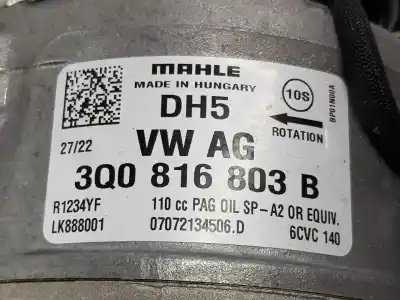 MAHLE
MADE IN HUNGARY
10S
DH5
ROTATION
BP01N00A
27/22
VW AG
3Q0 816 803 B
R1234YF
110 cc PAG OIL SP-A2 OR EQUIV.
LK888001
07072134506.D
6CVC 140